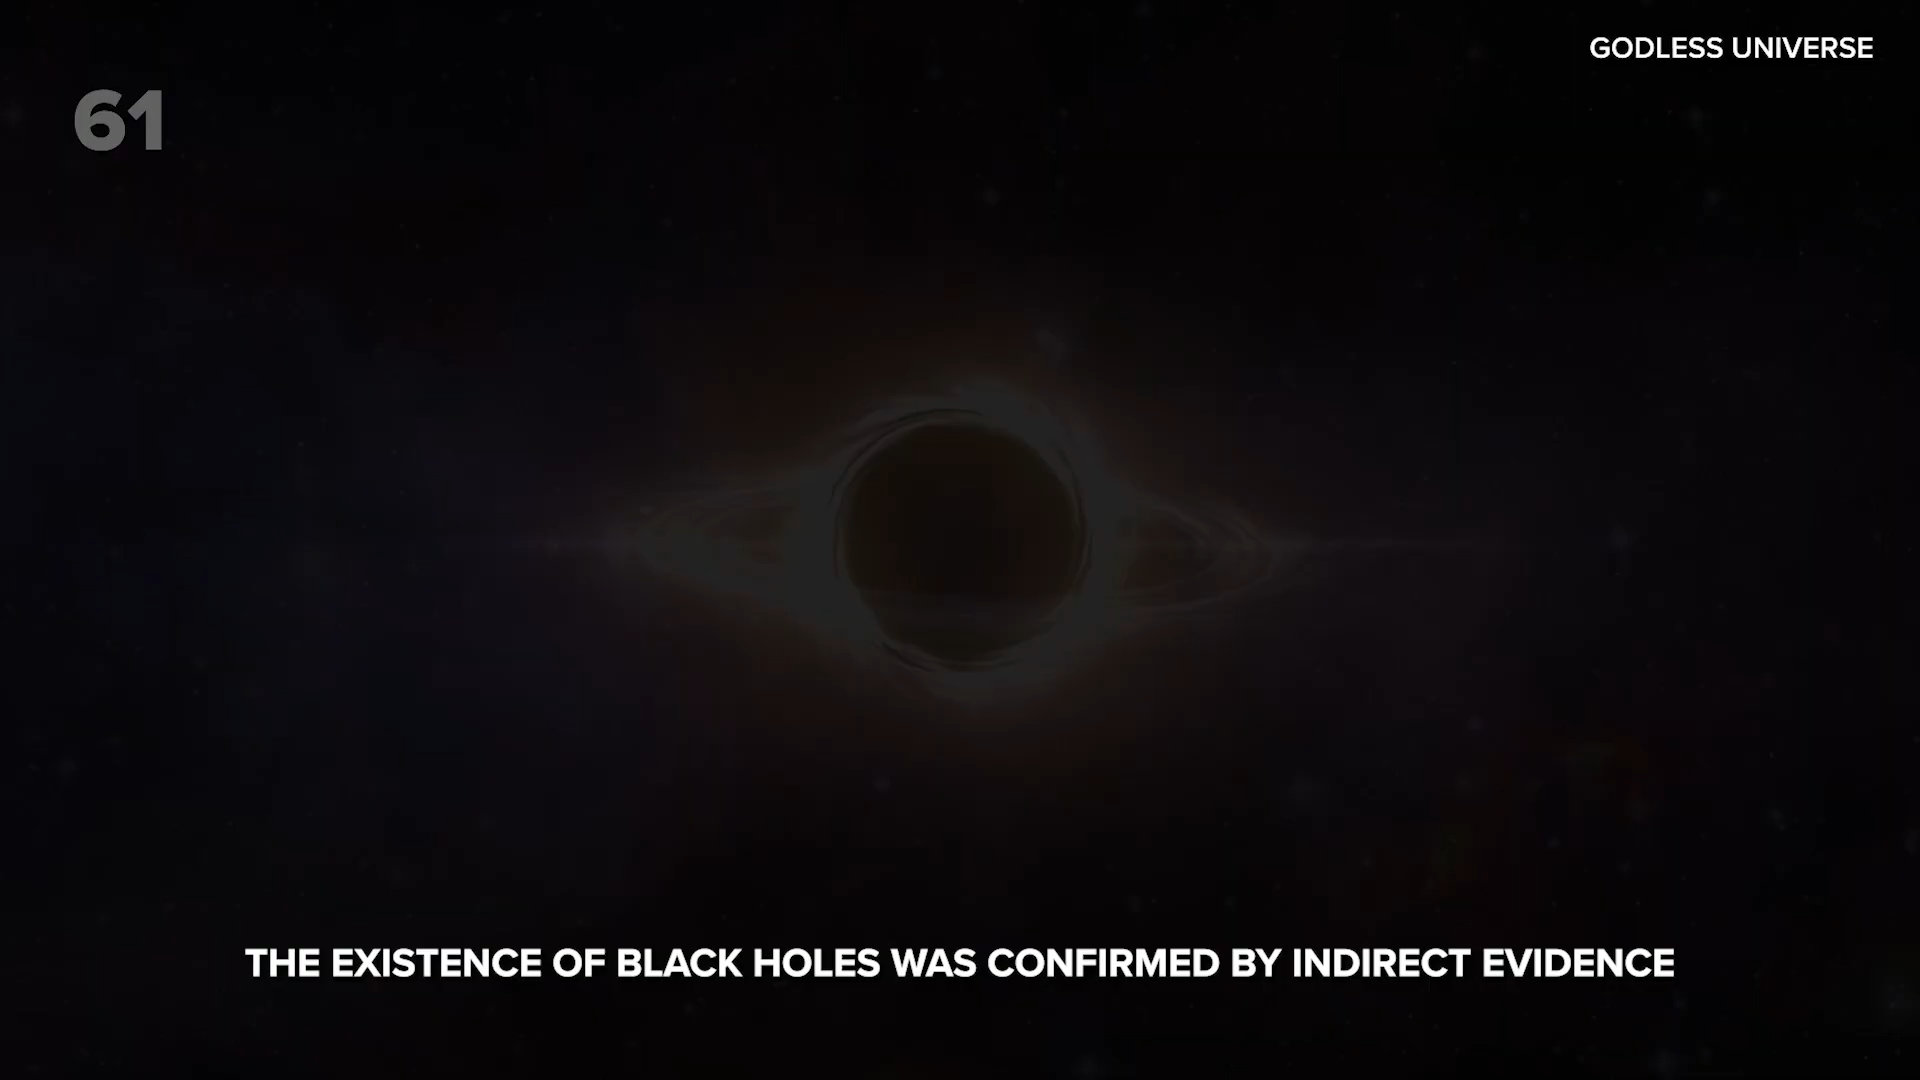 GODLESS UNIVERSE
61
THE EXISTENCE OF BLACK HOLES WAS CONFIRMED BY INDIRECT EVIDENCE